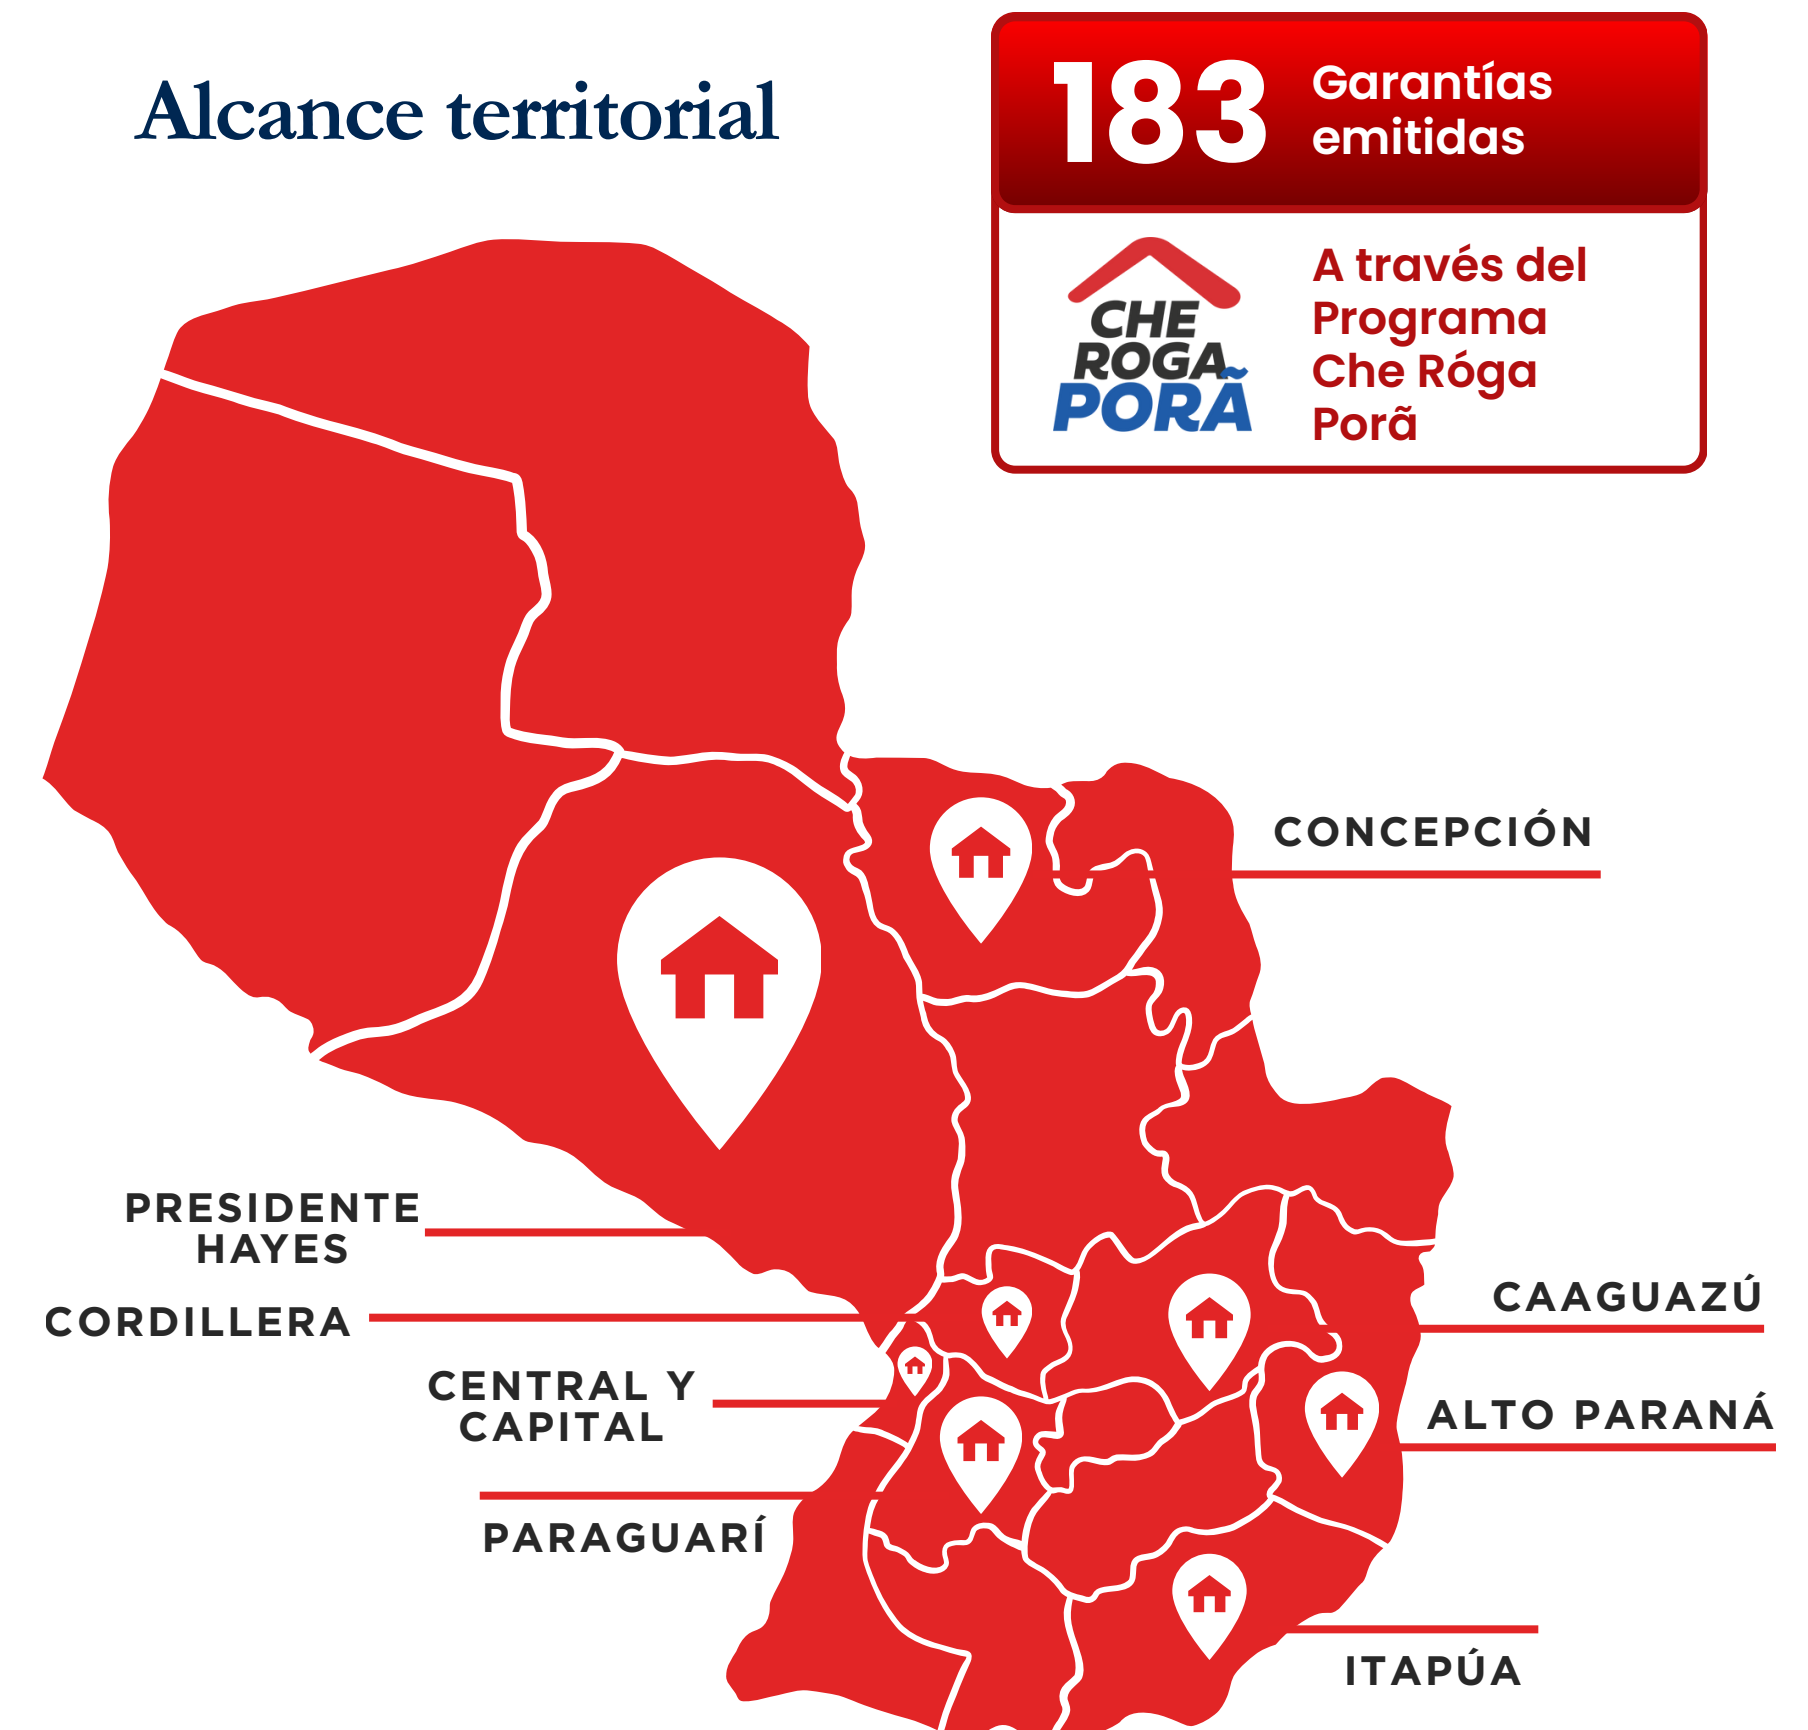 Alcance territorial
183
Garantías
emitidas
CHE
ROGA
PORÃ
A través del
Programa
Che Róga
Porã
CONCEPCIÓN
PRESIDENTE
HAYES
CORDILLERA
CENTRAL Y
CAPITAL
PARAGUARÍ
CAAGUAZÚ
ALTO PARANÁ
ITAPÚA